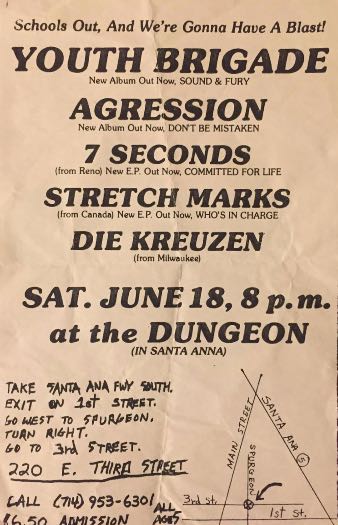 Schools Out, And We're Gonna Have A Blast!
YOUTH BRIGADE
New Album Out Now, SOUND & FURY
AGRESSION
New Album Out Now, DON'T BE MISTAKEN
7 SECONDS
(from Reno) New E.P. Out Now, COMMITTED FOR LIFE
STRETCH MARKS
(from Canada) New E.P. Out Now, WHO'S IN CHARGE
DIE KREUZEN
(from Milwaukee)
SAT. JUNE 18, 8 p.m.
at the DUNGEON
(IN SANTA ANNA)
TAKE SANTA ANA FWY SOUTH.
EXIT ON 1st STREET.
GO WEST TO SPURGEON.
TURN RIGHT.
GO TO 3rd STREET.
220 E. THIRD STREET
CALL (714) 953-6301
$6.50 ADMISSION
ALL
AGES
MAIN STREET
SPURGEON
SANTA ANA 5
3rd St.
1st St.